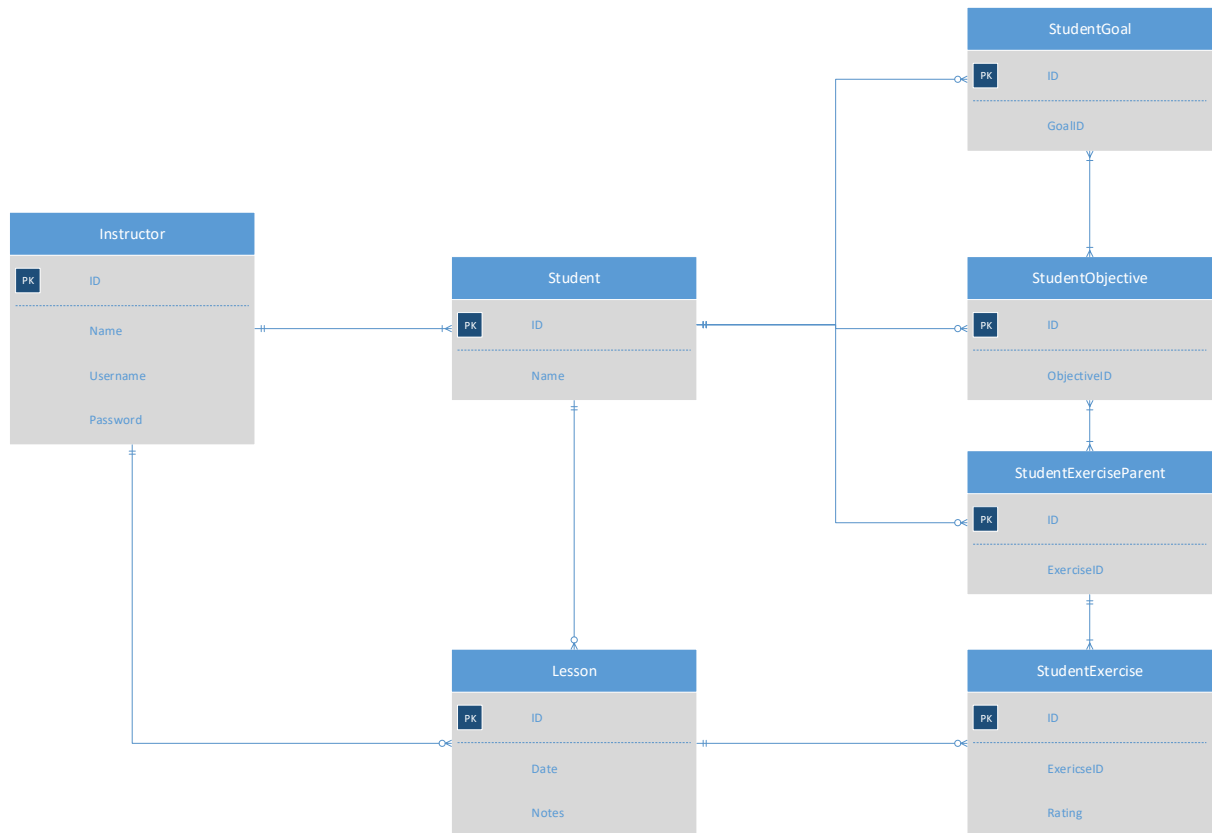 StudentGoal
PK ID
GoalID
Instructor
PK ID
Name
Username
Password
Student
PK ID
Name
StudentObjective
PK ID
ObjectiveID
StudentExerciseParent
PK ID
ExerciseID
Lesson
PK ID
Date
Notes
StudentExercise
PK ID
ExericseID
Rating